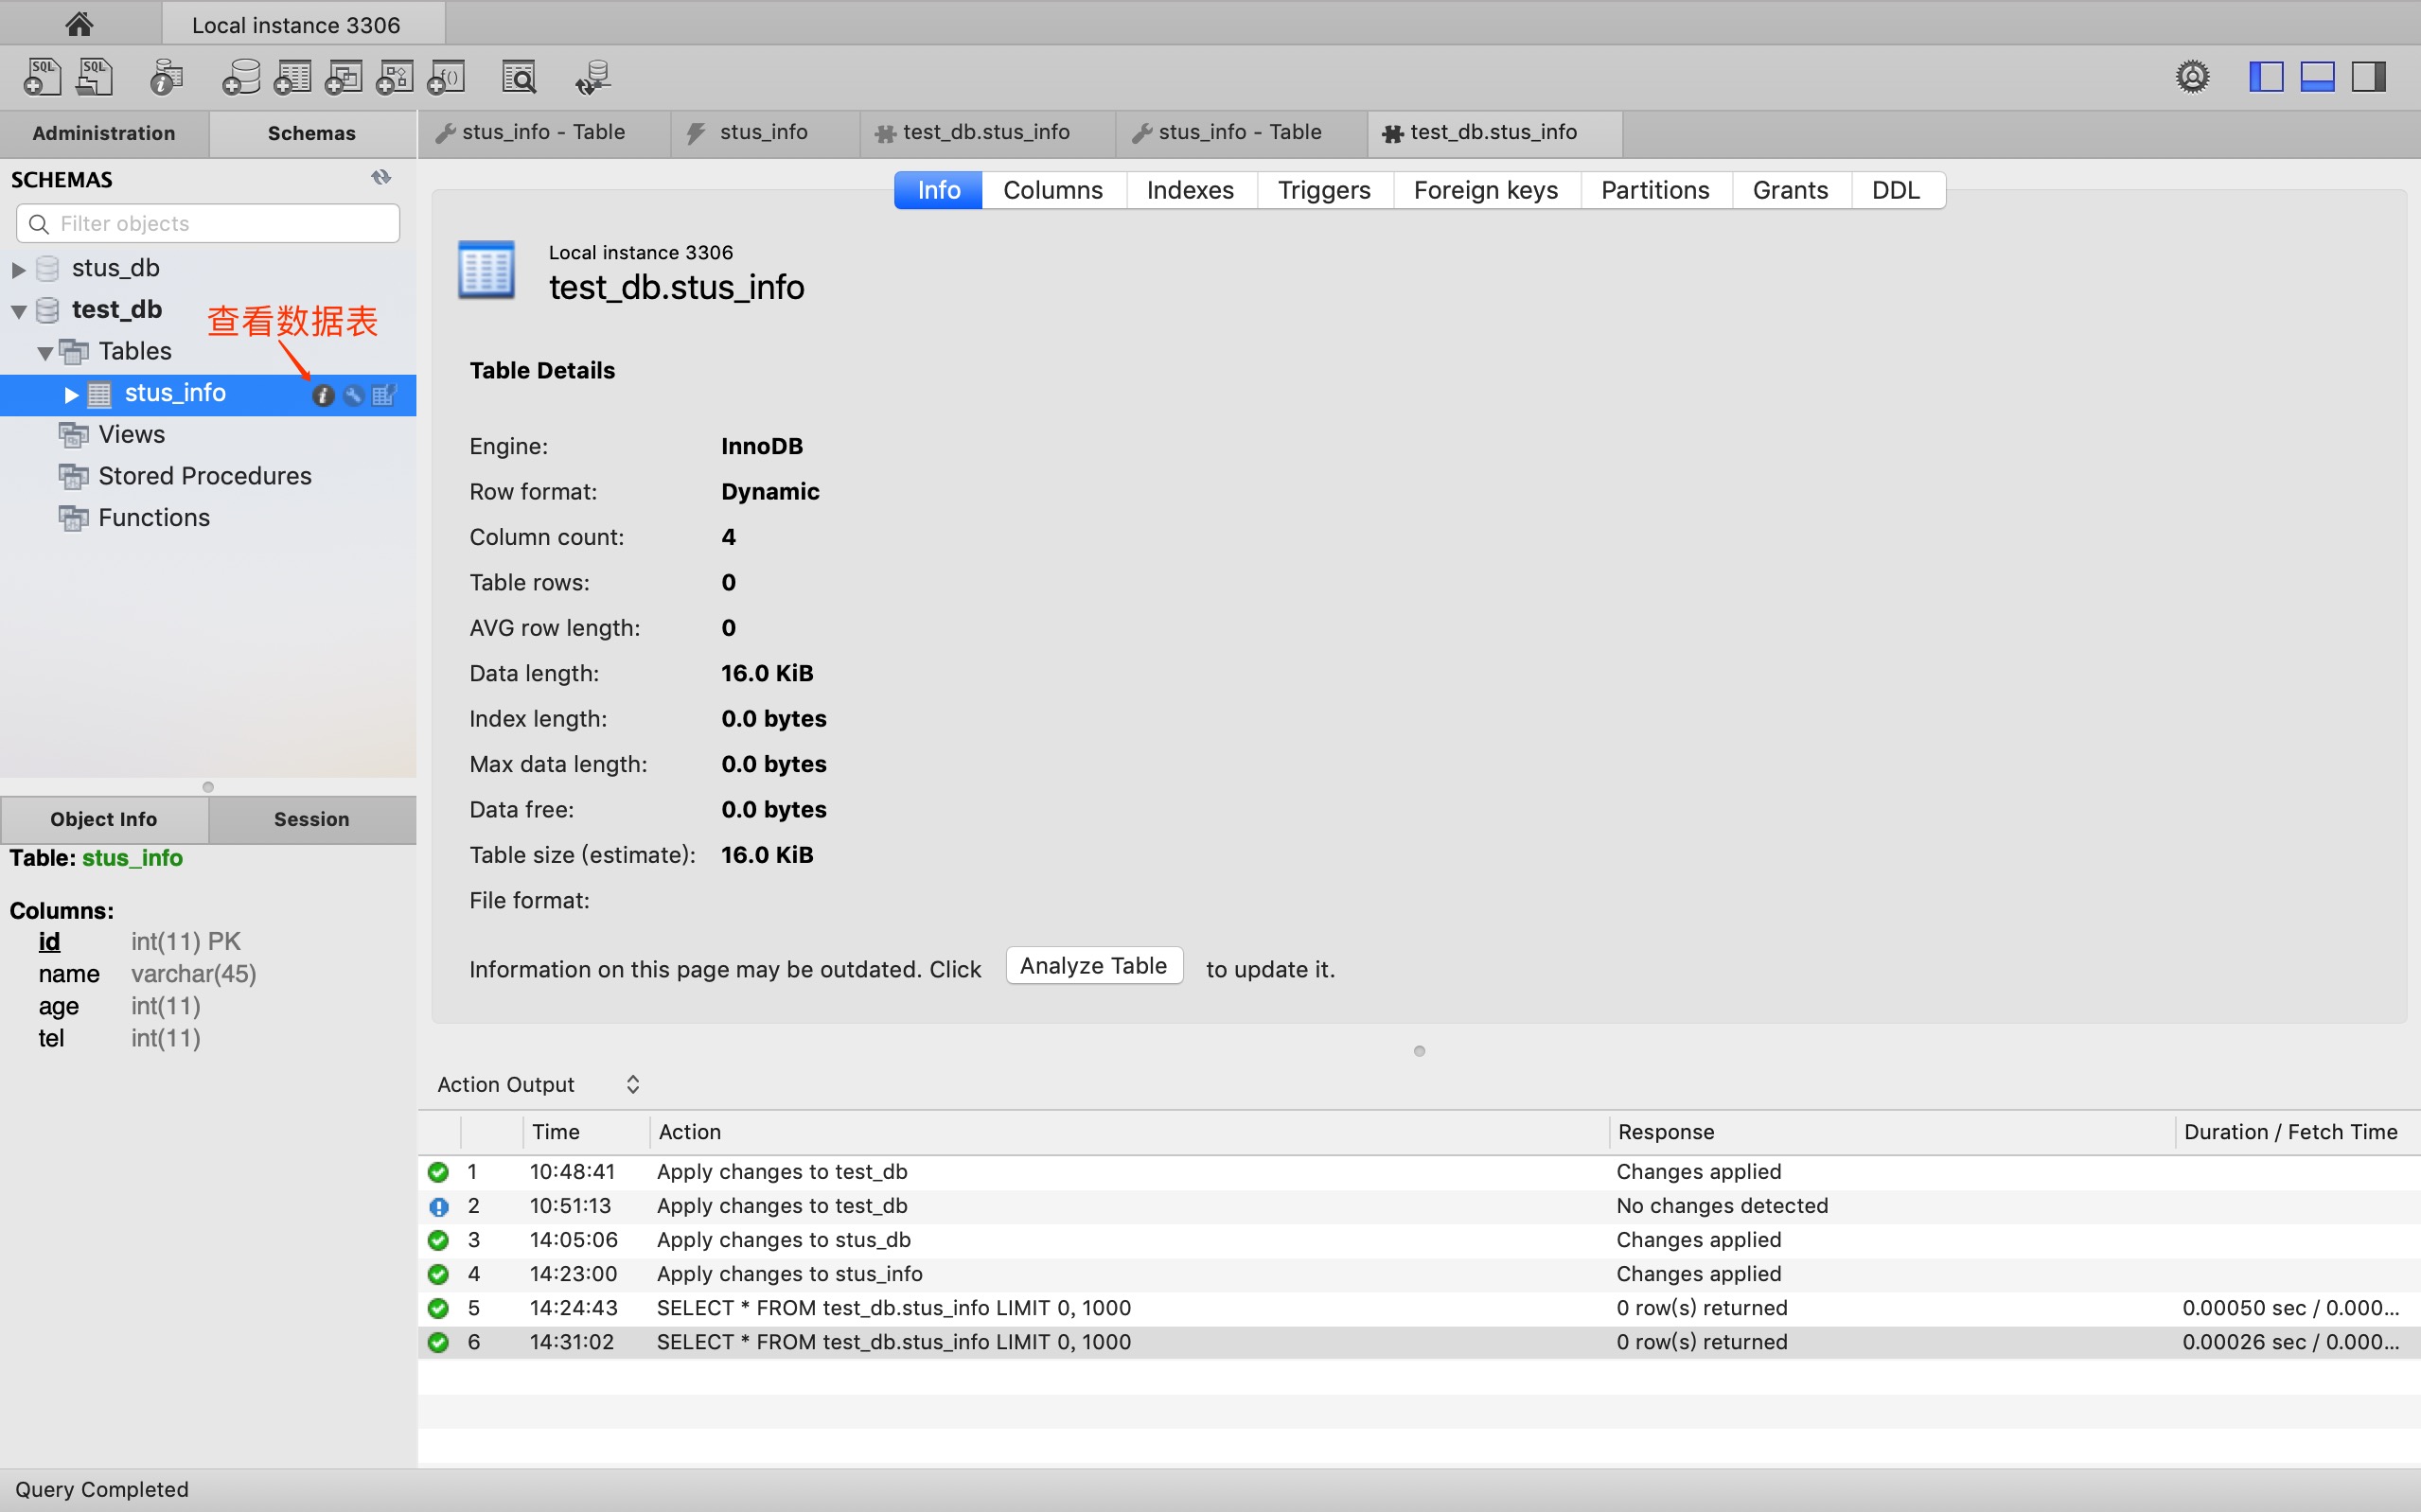 Local instance 3306
SQL SQL f()
Administration Schemas
stus_info - Table stus_info test_db.stus_info stus_info - Table test_db.stus_info
SCHEMAS
Filter objects
stus_db
test_db
查看数据表
Tables
stus_info
Views
Stored Procedures
Functions
Object Info Session
Table: stus_info
Columns:
id int(11) PK
name varchar(45)
age int(11)
tel int(11)
Info Columns Indexes Triggers Foreign keys Partitions Grants DDL
Local instance 3306
test_db.stus_info
Table Details
Engine: InnoDB
Row format: Dynamic
Column count: 4
Table rows: 0
AVG row length: 0
Data length: 16.0 KiB
Index length: 0.0 bytes
Max data length: 0.0 bytes
Data free: 0.0 bytes
Table size (estimate): 16.0 KiB
File format:
Information on this page may be outdated. Click Analyze Table to update it.
Action Output
Time Action Response Duration / Fetch Time
1 10:48:41 Apply changes to test_db Changes applied
2 10:51:13 Apply changes to test_db No changes detected
3 14:05:06 Apply changes to stus_db Changes applied
4 14:23:00 Apply changes to stus_info Changes applied
5 14:24:43 SELECT * FROM test_db.stus_info LIMIT 0, 1000 0 row(s) returned 0.00050 sec / 0.000...
6 14:31:02 SELECT * FROM test_db.stus_info LIMIT 0, 1000 0 row(s) returned 0.00026 sec / 0.000...
Query Completed